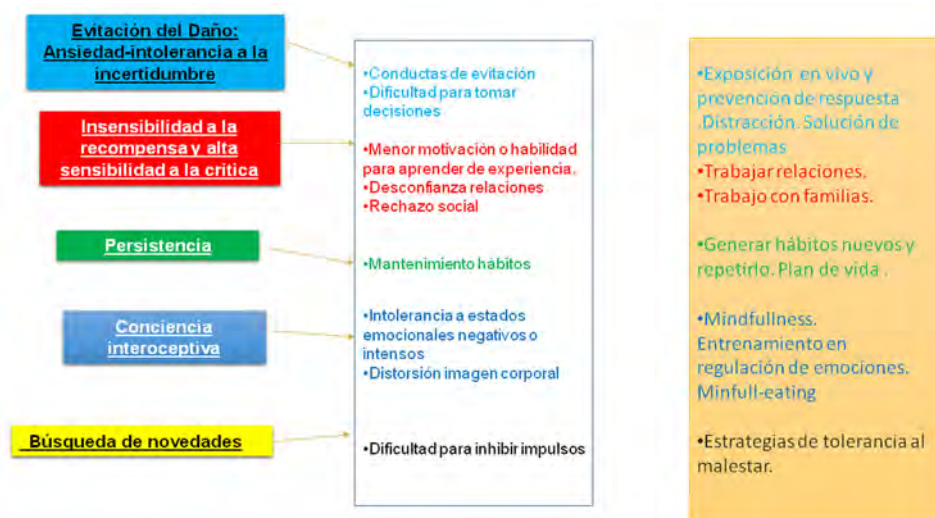 Evitación del Daño:
Ansiedad-intolerancia a la
incertidumbre
Insensibilidad a la
recompensa y alta
sensibilidad a la critica
Persistencia
Conciencia
interoceptiva
Búsqueda de novedades
•Conductas de evitación
•Dificultad para tomar
decisiones
•Menor motivación o habilidad
para aprender de experiencia.
•Desconfianza relaciones
•Rechazo social
•Mantenimiento hábitos
•Intolerancia a estados
emocionales negativos o
intensos
•Distorsión imagen corporal
•Dificultad para inhibir impulsos
•Exposición en vivo y
prevención de respuesta
.Distracción. Solución de
problemas
•Trabajar relaciones.
•Trabajo con familias.
•Generar hábitos nuevos y
repetirlo. Plan de vida .
•Mindfullness.
Entrenamiento en
regulación de emociones.
Minfull-eating
•Estrategias de tolerancia al
malestar.